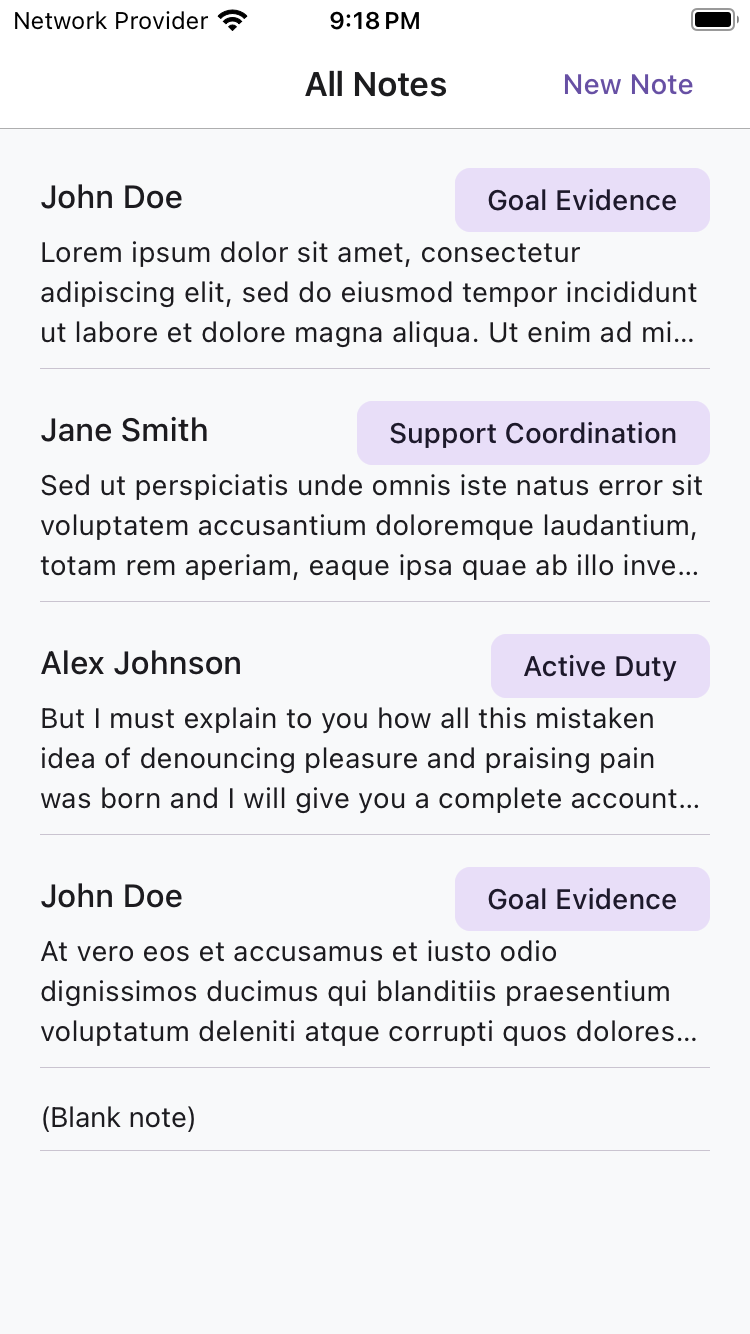 Network Provider 9:18 PM
All Notes New Note
John Doe Goal Evidence
Lorem ipsum dolor sit amet, consectetur
adipiscing elit, sed do eiusmod tempor incididunt
ut labore et dolore magna aliqua. Ut enim ad mi...
Jane Smith Support Coordination
Sed ut perspiciatis unde omnis iste natus error sit
voluptatem accusantium doloremque laudantium,
totam rem aperiam, eaque ipsa quae ab illo inve...
Alex Johnson Active Duty
But I must explain to you how all this mistaken
idea of denouncing pleasure and praising pain
was born and I will give you a complete account...
John Doe Goal Evidence
At vero eos et accusamus et iusto odio
dignissimos ducimus qui blanditiis praesentium
voluptatum deleniti atque corrupti quos dolores...
(Blank note)